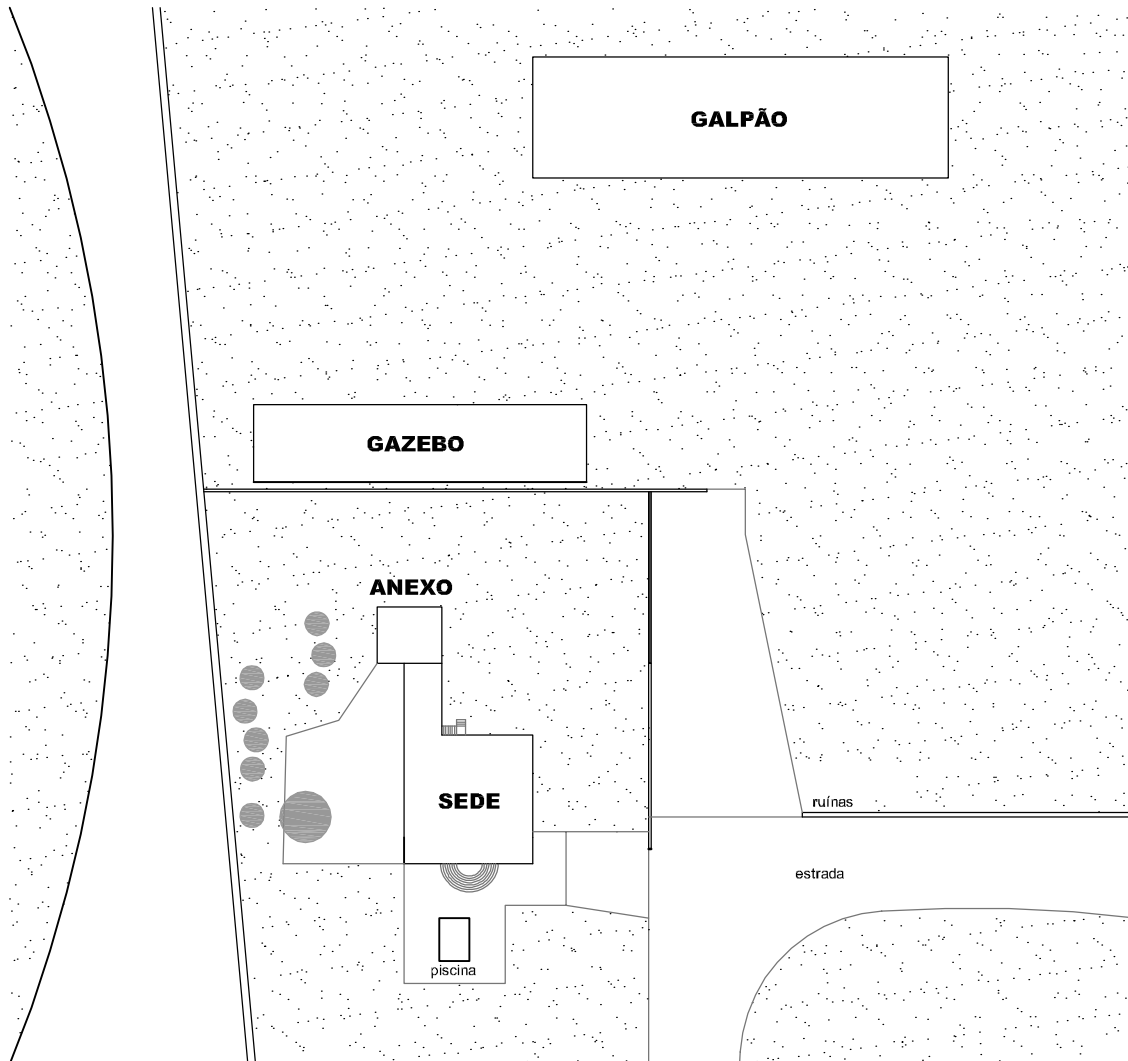 GALPÃO
GAZEBO
ANEXO
SEDE
ruínas
estrada
piscina